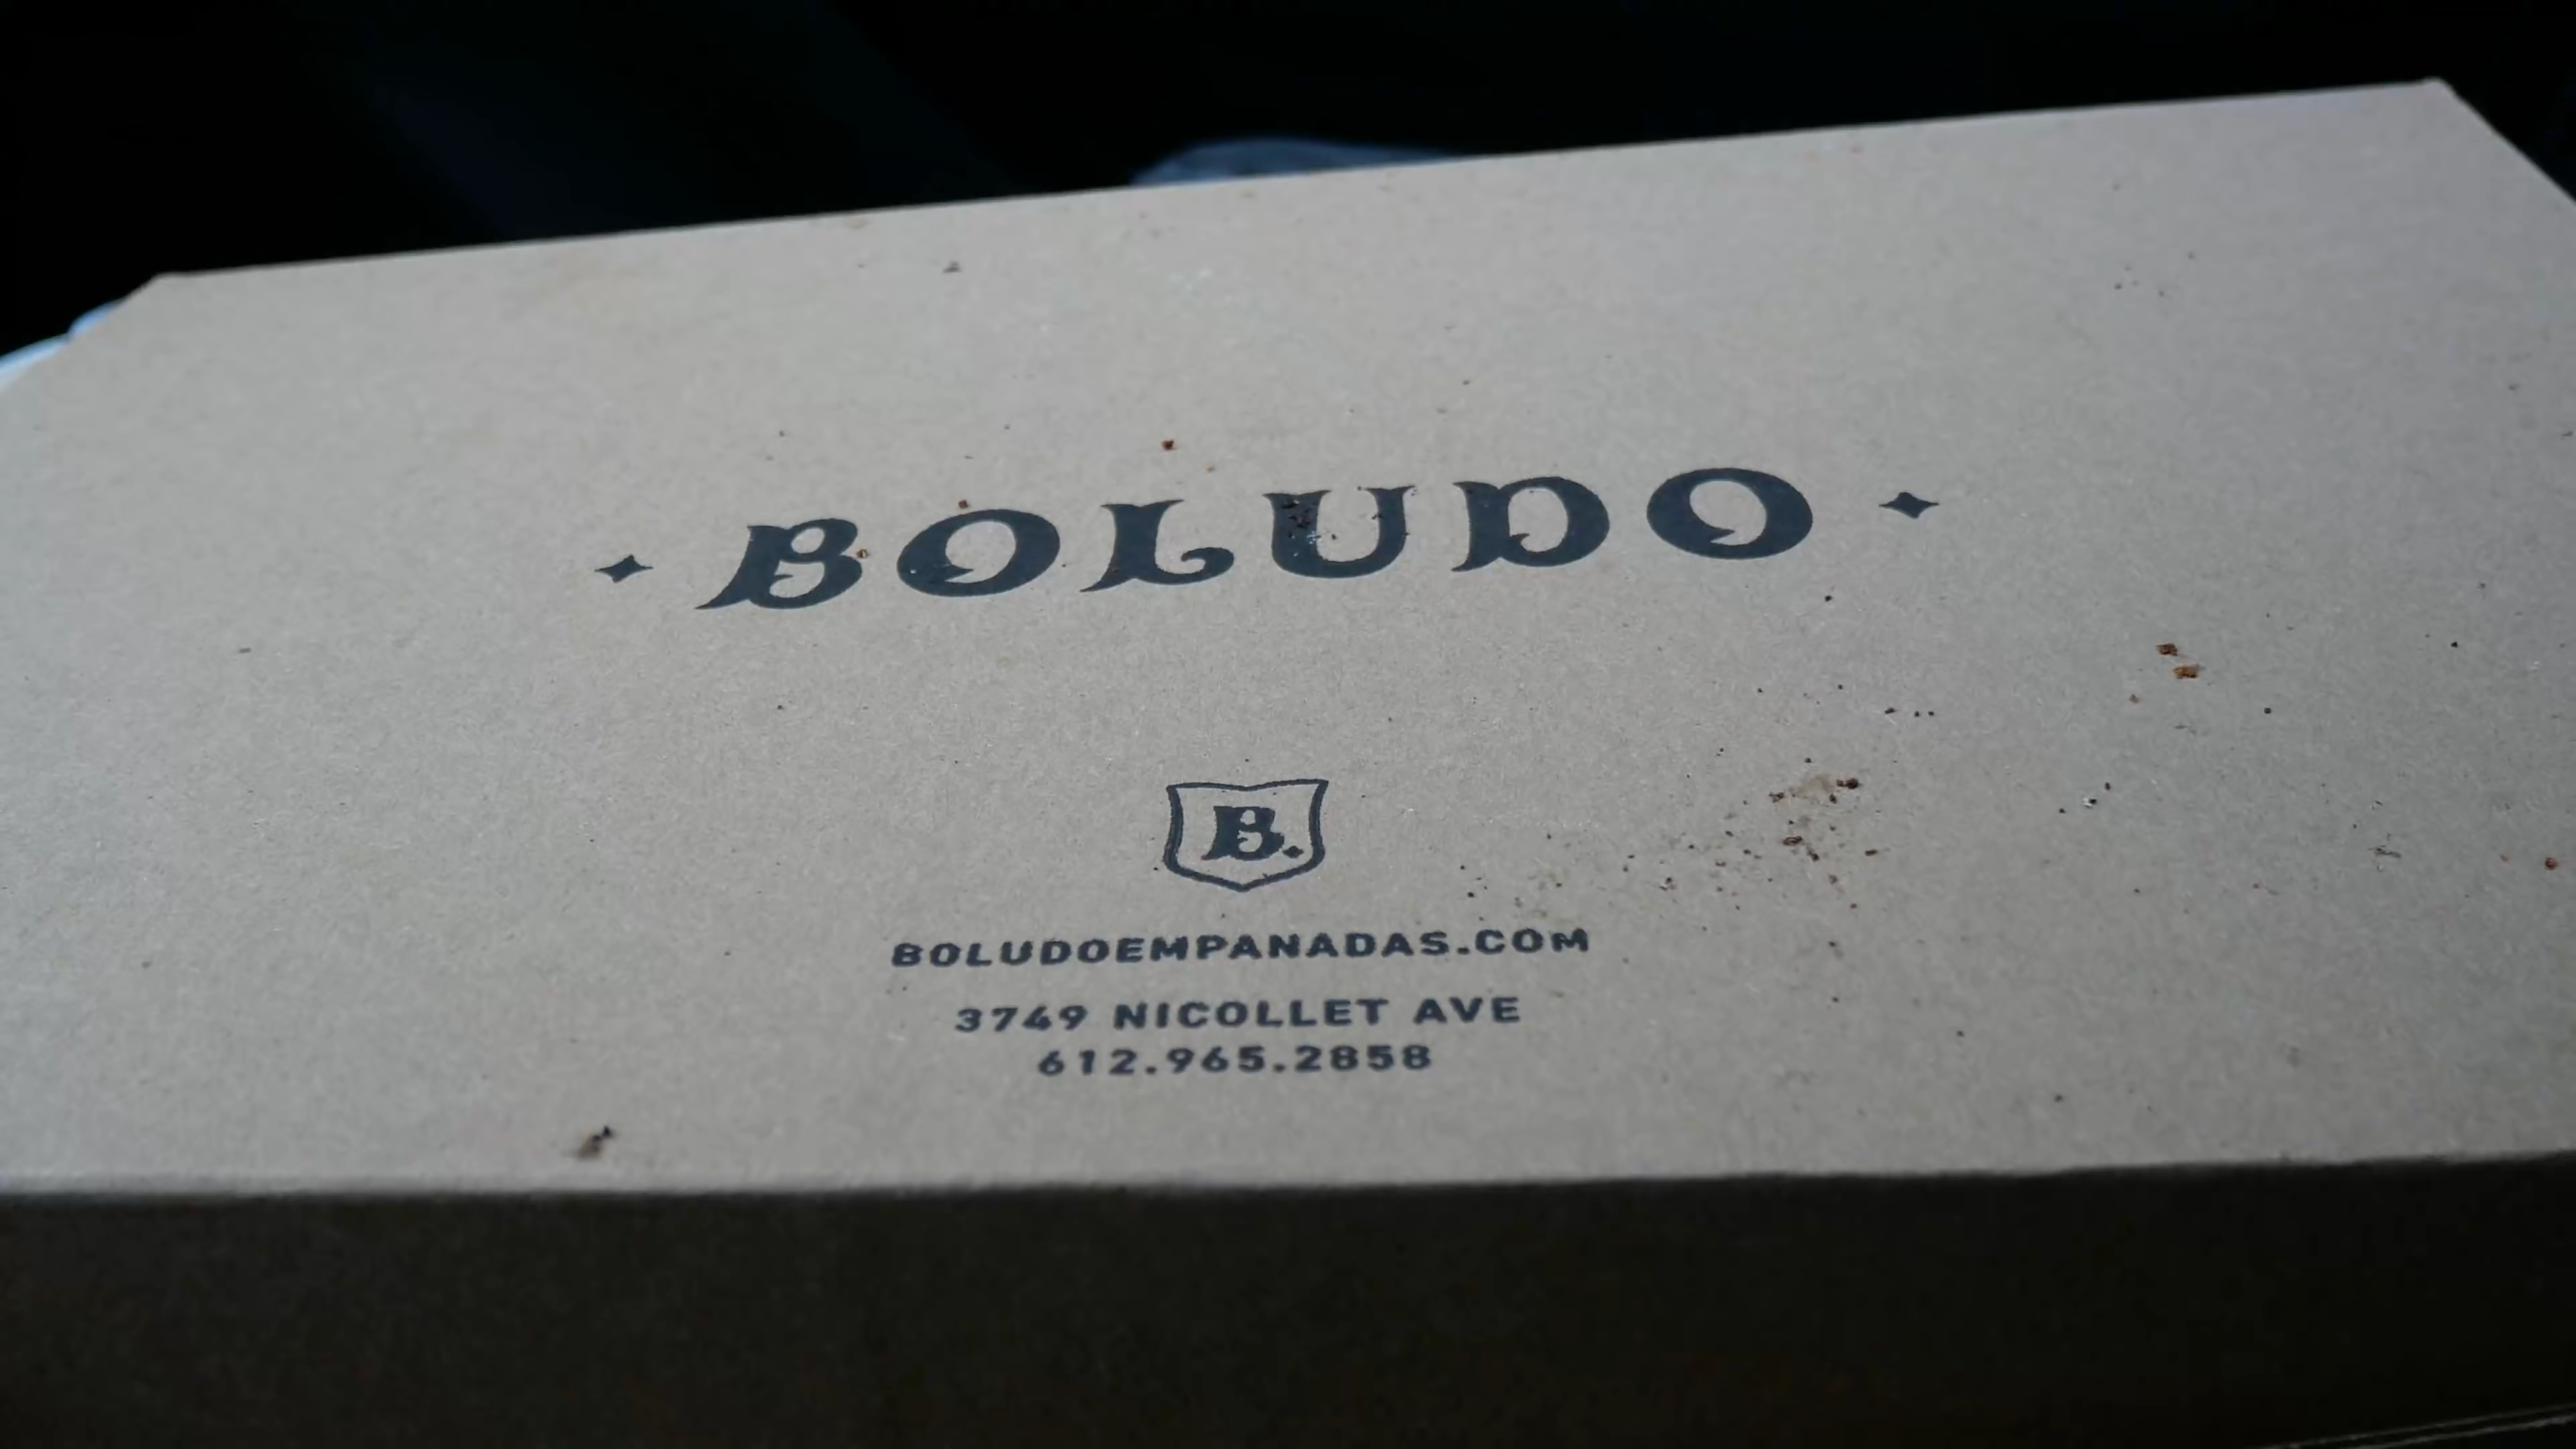 BOLUDO
B.
BOLUDOEMPANADAS.COM
3749 NICOLLET AVE
612.965.2858